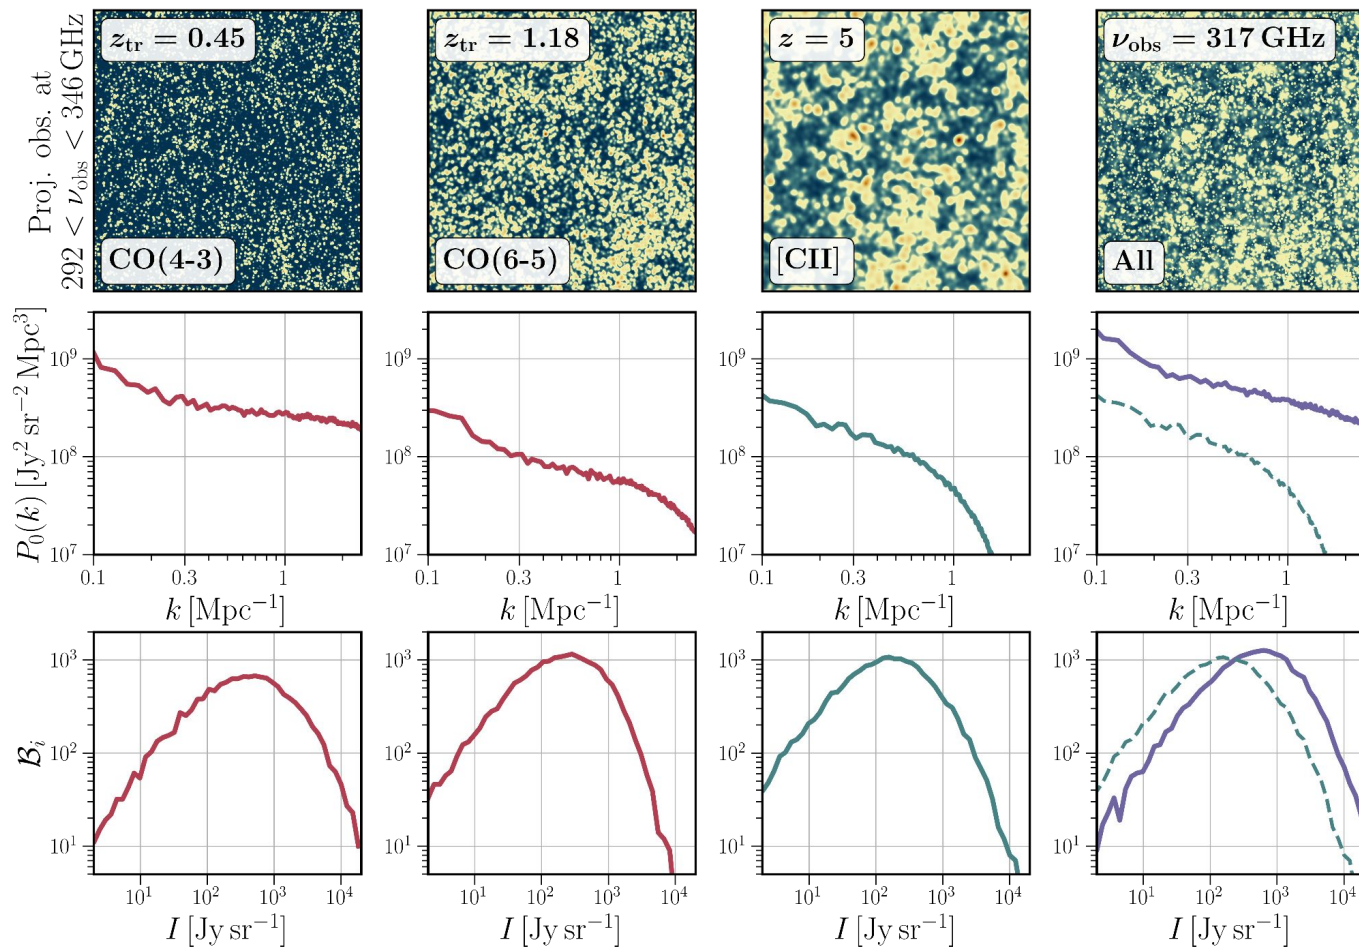 Proj. obs. at
292 < ν_obs < 346 GHz
z_tr = 0.45
CO(4-3)
z_tr = 1.18
CO(6-5)
z = 5
[CII]
ν_obs = 317 GHz
All
P_0(k) [Jy^2 sr^−2 Mpc^3]
10^9
10^8
10^7
0.1 0.3 1
k [Mpc^−1]
10^9
10^8
10^7
0.1 0.3 1
k [Mpc^−1]
10^9
10^8
10^7
0.1 0.3 1
k [Mpc^−1]
10^9
10^8
10^7
0.1 0.3 1
k [Mpc^−1]
ℬ_i
10^3
10^2
10^1
10^1 10^2 10^3 10^4
I [Jy sr^−1]
10^3
10^2
10^1
10^1 10^2 10^3 10^4
I [Jy sr^−1]
10^3
10^2
10^1
10^1 10^2 10^3 10^4
I [Jy sr^−1]
10^3
10^2
10^1
10^1 10^2 10^3 10^4
I [Jy sr^−1]